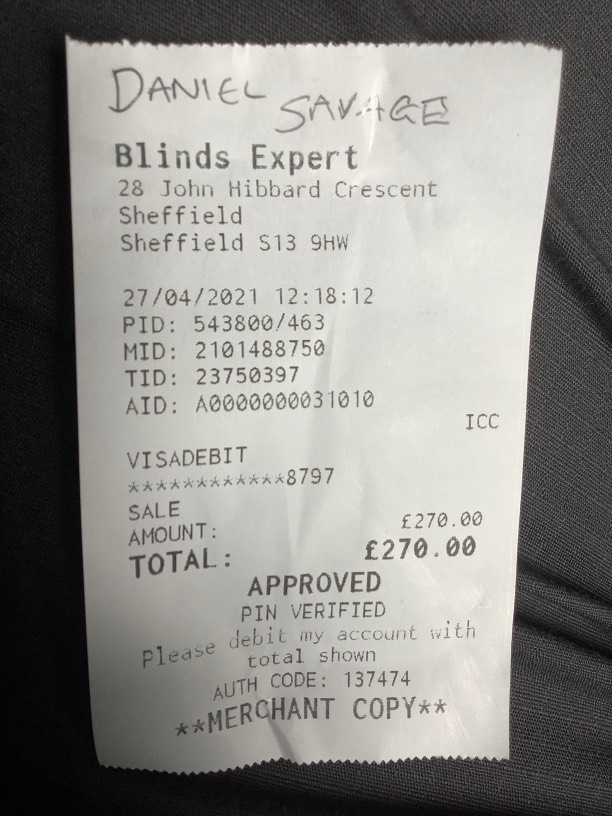 DANIEL SAVAGE
Blinds Expert
28 John Hibbard Crescent
Sheffield
Sheffield S13 9HW
27/04/2021 12:18:12
PID: 543800/463
MID: 2101488750
TID: 23750397
AID: A0000000031010
ICC
VISADEBIT
************8797
SALE
AMOUNT: £270.00
TOTAL: £270.00
APPROVED
PIN VERIFIED
Please debit my account with
total shown
AUTH CODE: 137474
**MERCHANT COPY**